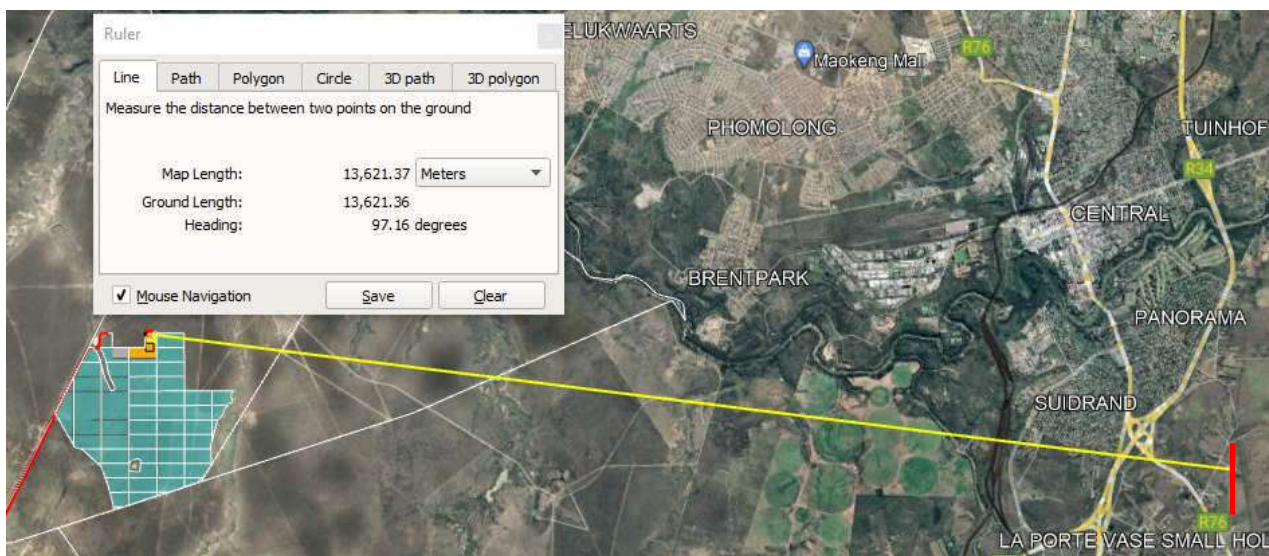 Ruler
Line Path Polygon Circle 3D path 3D polygon
Measure the distance between two points on the ground
Map Length: 13,621.37 Meters
Ground Length: 13,621.36
Heading: 97.16 degrees
Mouse Navigation Save Clear
ELUKWAARTS
Maokeng Mal
R76
PHOMOLONG
TUINHOF
R34
CENTRAL
BRENTPARK
PANORAMA
SUIDRAND
R76
LA PORTE VASE SMALL HOL